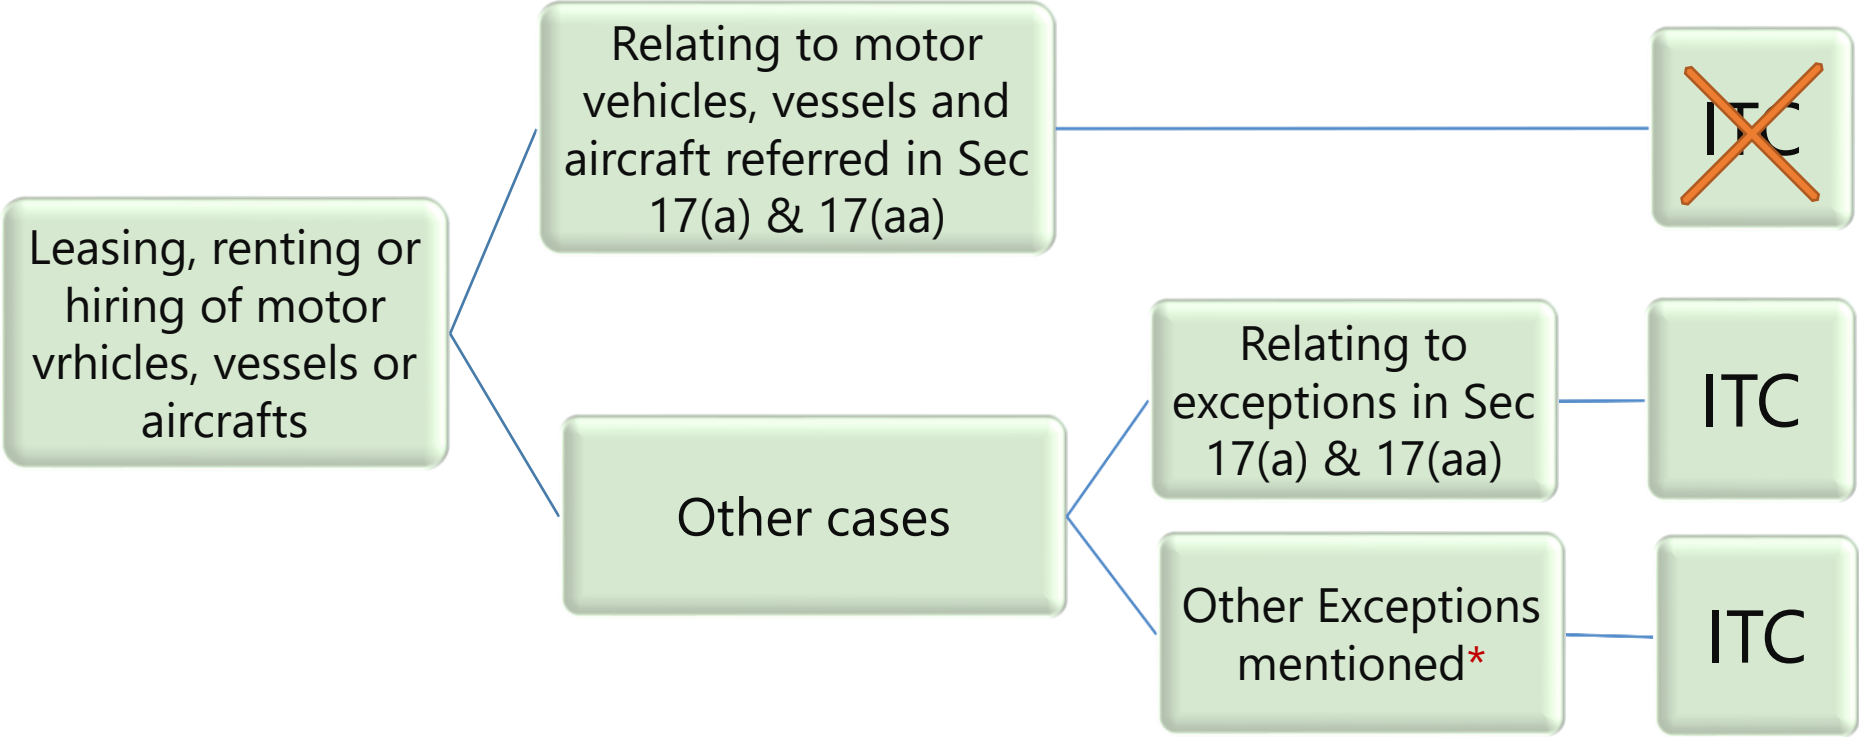 Relating to motor
vehicles, vessels and
aircraft referred in Sec
17(a) & 17(aa)
ITC
Leasing, renting or
hiring of motor
vrhicles, vessels or
aircrafts
Relating to
exceptions in Sec
17(a) & 17(aa)
ITC
Other cases
Other Exceptions
mentioned*
ITC